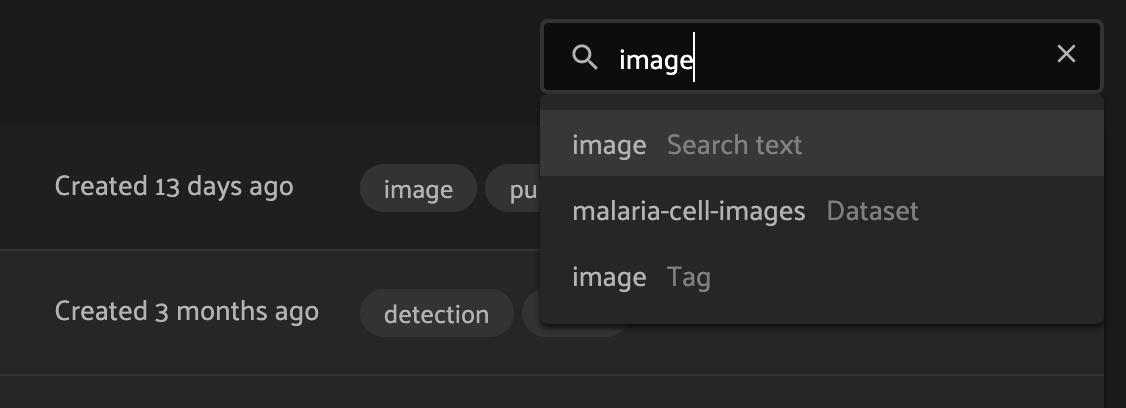 image
image Search text
malaria-cell-images Dataset
image Tag
Created 13 days ago image pu
Created 3 months ago detection